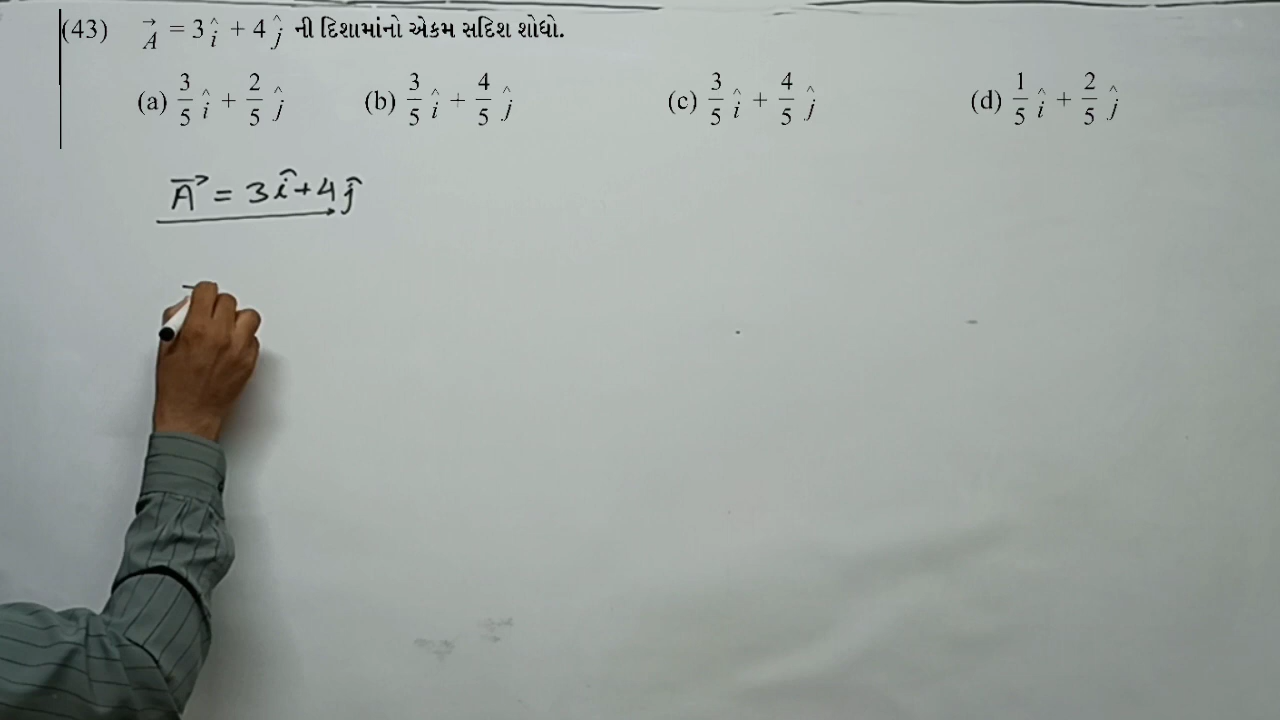 (43) A⃗ = 3 î + 4 ĵ ની દિશામાંનો એકમ સદિશ શોધો.
(a) 3/5 î + 2/5 ĵ (b) 3/5 î + 4/5 ĵ (c) 3/5 î + 4/5 ĵ (d) 1/5 î + 2/5 ĵ
A⃗ = 3î+4ĵ